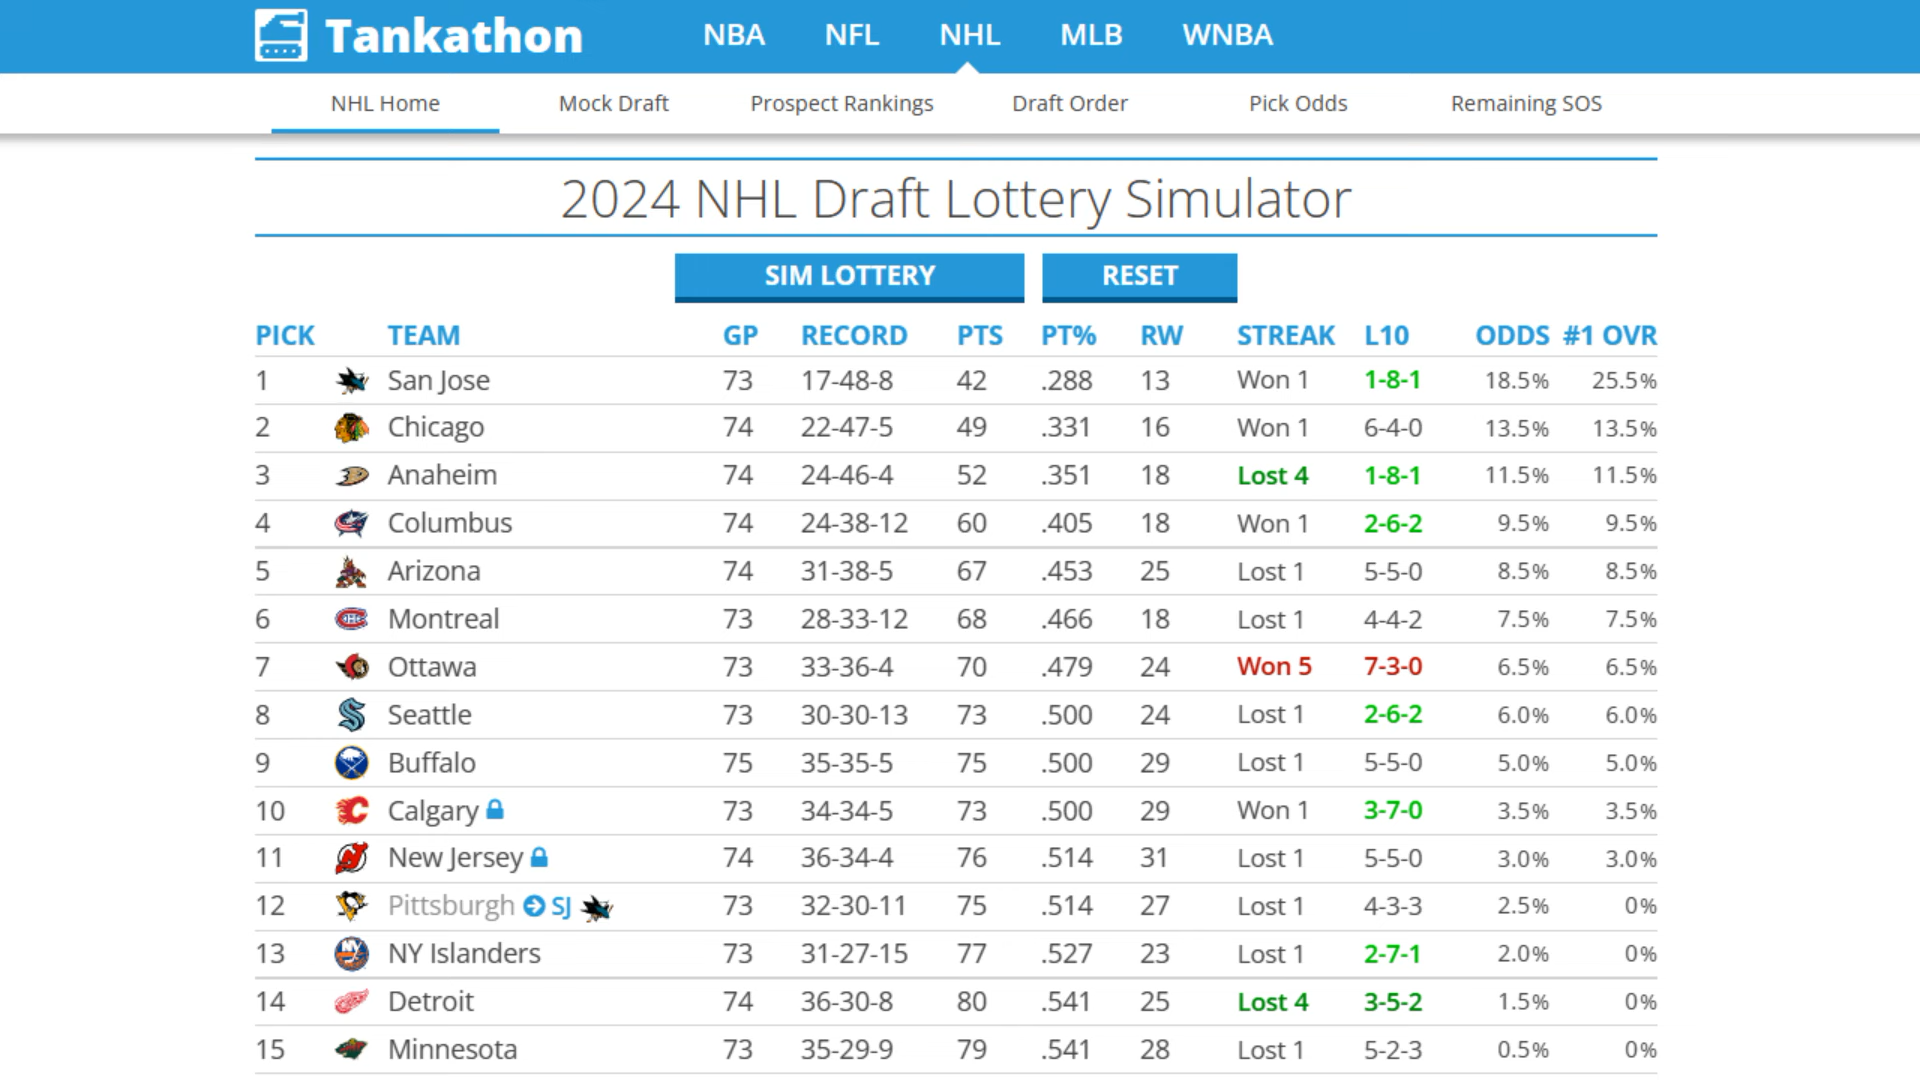 Tankathon NBA NFL NHL MLB WNBA
NHL Home Mock Draft Prospect Rankings Draft Order Pick Odds Remaining SOS
2024 NHL Draft Lottery Simulator
SIM LOTTERY RESET
PICK TEAM GP RECORD PTS PT% RW STREAK L10 ODDS #1 OVR
1 San Jose 73 17-48-8 42 .288 13 Won 1 1-8-1 18.5% 25.5%
2 Chicago 74 22-47-5 49 .331 16 Won 1 6-4-0 13.5% 13.5%
3 Anaheim 74 24-46-4 52 .351 18 Lost 4 1-8-1 11.5% 11.5%
4 Columbus 74 24-38-12 60 .405 18 Won 1 2-6-2 9.5% 9.5%
5 Arizona 74 31-38-5 67 .453 25 Lost 1 5-5-0 8.5% 8.5%
6 Montreal 73 28-33-12 68 .466 18 Lost 1 4-4-2 7.5% 7.5%
7 Ottawa 73 33-36-4 70 .479 24 Won 5 7-3-0 6.5% 6.5%
8 Seattle 73 30-30-13 73 .500 24 Lost 1 2-6-2 6.0% 6.0%
9 Buffalo 75 35-35-5 75 .500 29 Lost 1 5-5-0 5.0% 5.0%
10 Calgary 73 34-34-5 73 .500 29 Won 1 3-7-0 3.5% 3.5%
11 New Jersey 74 36-34-4 76 .514 31 Lost 1 5-5-0 3.0% 3.0%
12 Pittsburgh SJ 73 32-30-11 75 .514 27 Lost 1 4-3-3 2.5% 0%
13 NY Islanders 73 31-27-15 77 .527 23 Lost 1 2-7-1 2.0% 0%
14 Detroit 74 36-30-8 80 .541 25 Lost 4 3-5-2 1.5% 0%
15 Minnesota 73 35-29-9 79 .541 28 Lost 1 5-2-3 0.5% 0%